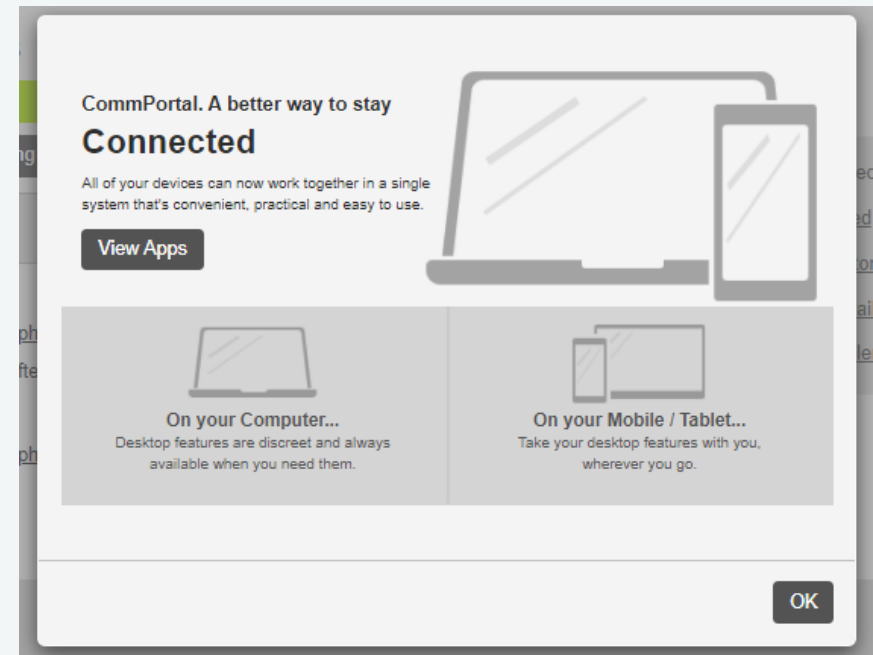 CommPortal. A better way to stay
Connected
All of your devices can now work together in a single
system that's convenient, practical and easy to use.
View Apps
On your Computer...
Desktop features are discreet and always
available when you need them.
On your Mobile / Tablet...
Take your desktop features with you,
wherever you go.
OK